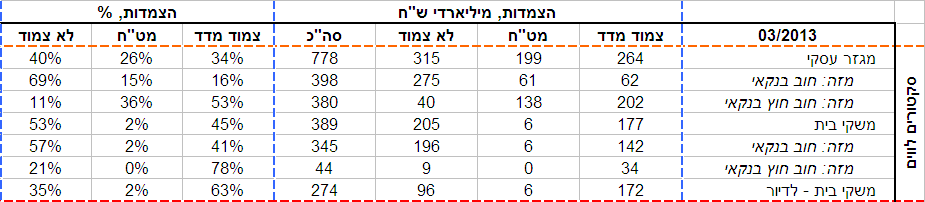 הצמדות, מיליארדי ש"ח הצמדות, %
03/2013 צמוד מדד מט"ח לא צמוד סה"כ צמוד מדד מט"ח לא צמוד
סקטורים לווים
מגזר עסקי 264 199 315 778 34% 26% 40%
מזה: חוב בנקאי 62 61 275 398 16% 15% 69%
מזה: חוב חוץ בנקאי 202 138 40 380 53% 36% 11%
משקי בית 177 6 205 389 45% 2% 53%
מזה: חוב בנקאי 142 6 196 345 41% 2% 57%
מזה: חוב חוץ בנקאי 34 0 9 44 78% 0% 21%
משקי בית - לדיור 172 6 96 274 63% 2% 35%